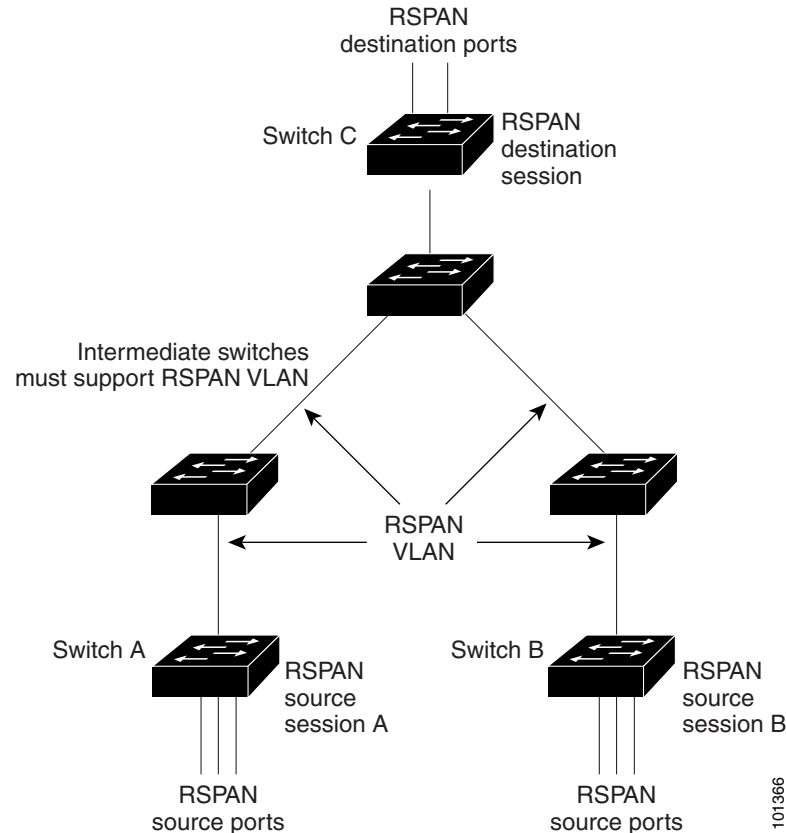 RSPAN
destination ports
Switch C
RSPAN
destination
session
Intermediate switches
must support RSPAN VLAN
RSPAN
VLAN
Switch A
RSPAN
source
session A
Switch B
RSPAN
source
session B
RSPAN
source ports
RSPAN
source ports
101366